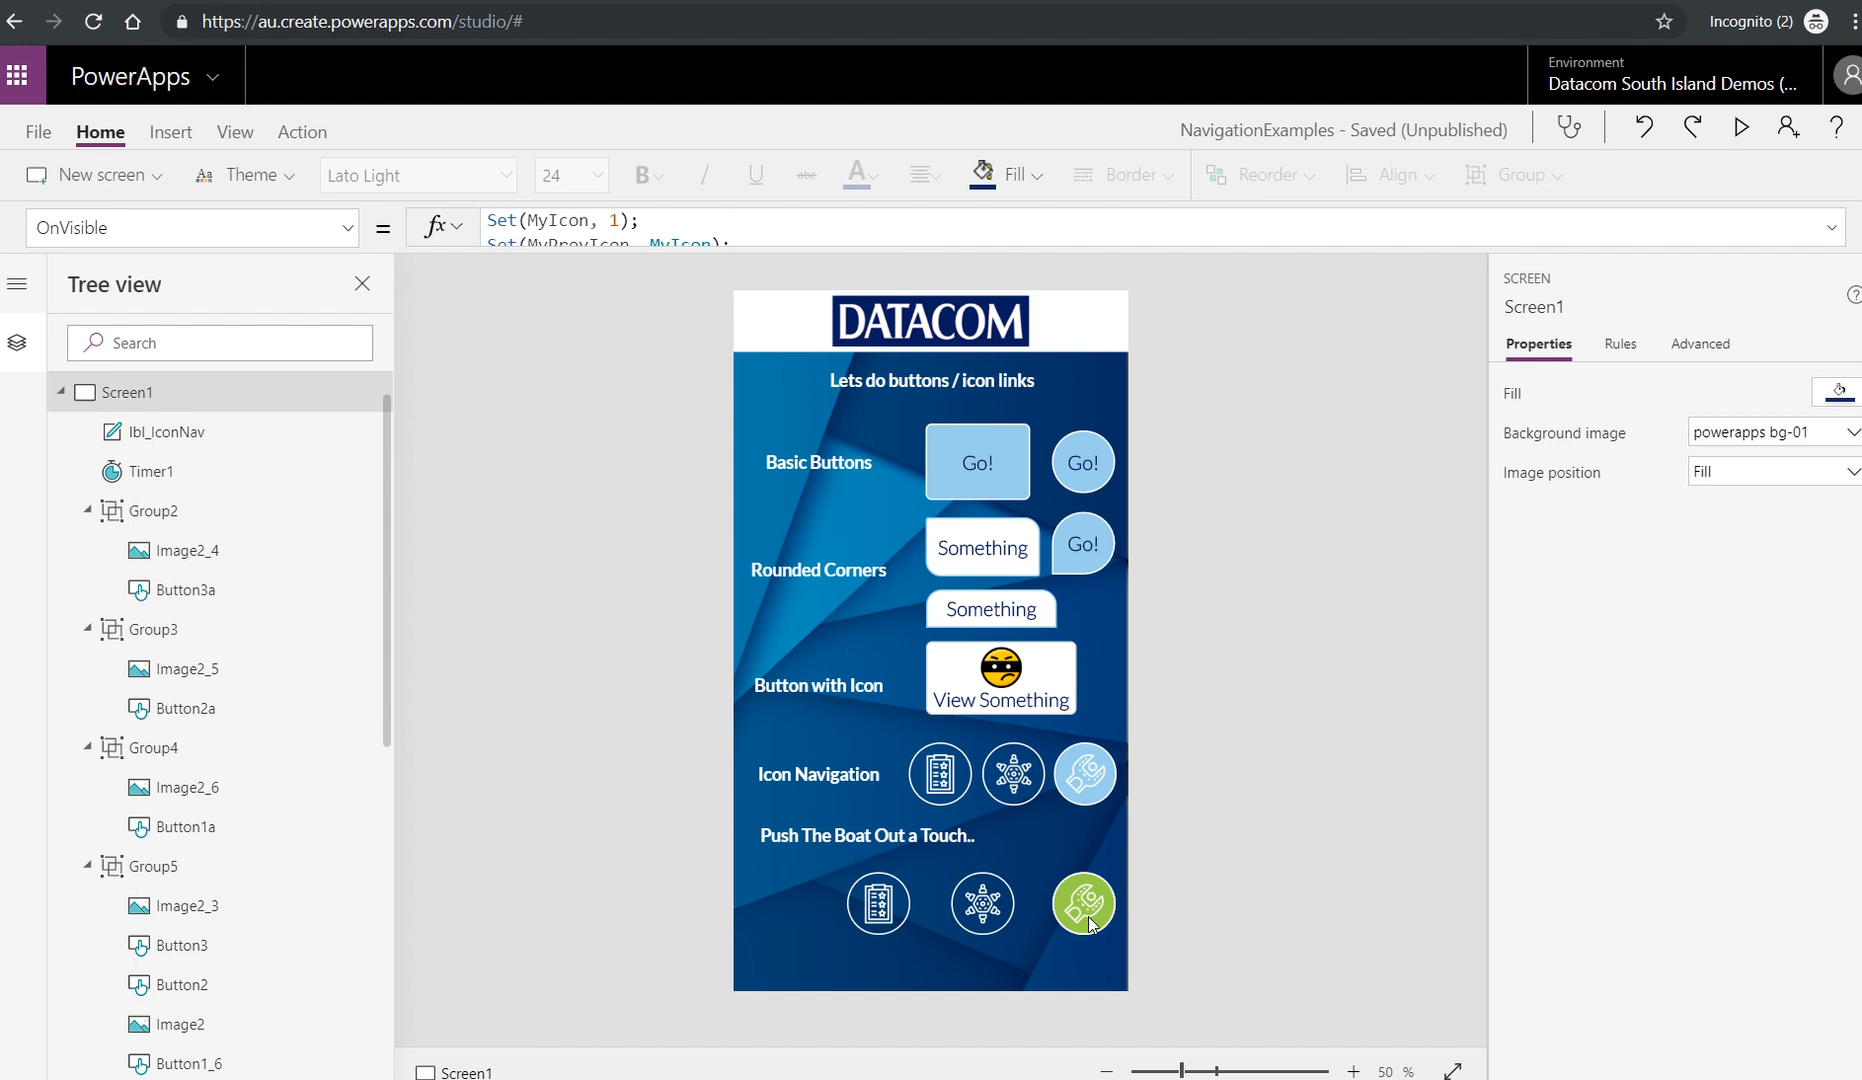 https://au.create.powerapps.com/studio/#
Incognito (2)
PowerApps
Environment
Datacom South Island Demos (...
File
Home
Insert
View
Action
NavigationExamples - Saved (Unpublished)
?
New screen
Theme
Lato Light
24
B
/
U
abc
A
Fill
Border
Reorder
Align
Group
OnVisible
=
fx
Set(MyIcon, 1);
Set(MyPrevIcon, MyIcon);
Tree view
Search
Screen1
lbl_IconNav
Timer1
Group2
Image2_4
Button3a
Group3
Image2_5
Button2a
Group4
Image2_6
Button1a
Group5
Image2_3
Button3
Button2
Image2
Button1_6
DATACOM
Lets do buttons / icon links
Basic Buttons
Go!
Go!
Rounded Corners
Something
Go!
Something
Button with Icon
View Something
Icon Navigation
Push The Boat Out a Touch..
Screen1
50 %
SCREEN
Screen1
?
Properties
Rules
Advanced
Fill
Background image
powerapps bg-01
Image position
Fill